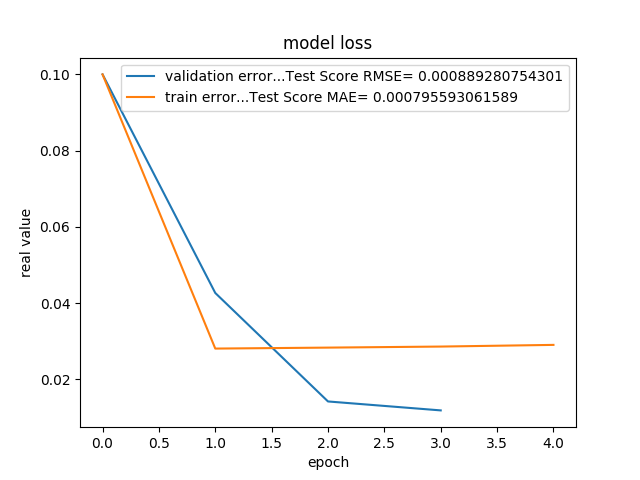 model loss
validation error...Test Score RMSE= 0.000889280754301
train error...Test Score MAE= 0.000795593061589
0.10
0.08
0.06
0.04
0.02
real value
0.0 0.5 1.0 1.5 2.0 2.5 3.0 3.5 4.0
epoch